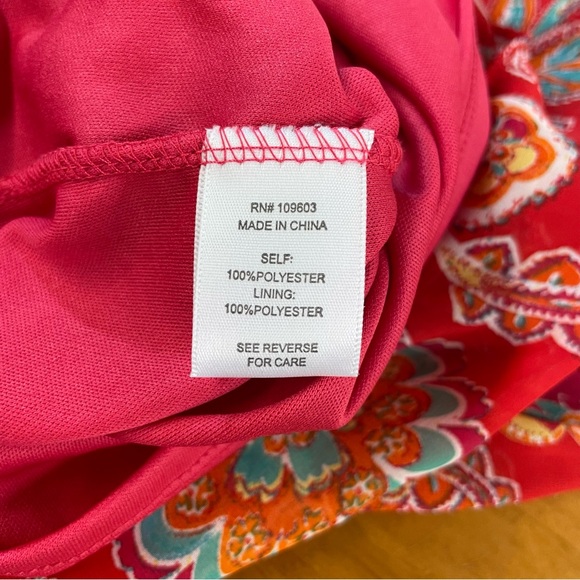 RN# 109603
MADE IN CHINA
SELF:
100%POLYESTER
LINING:
100%POLYESTER
SEE REVERSE
FOR CARE